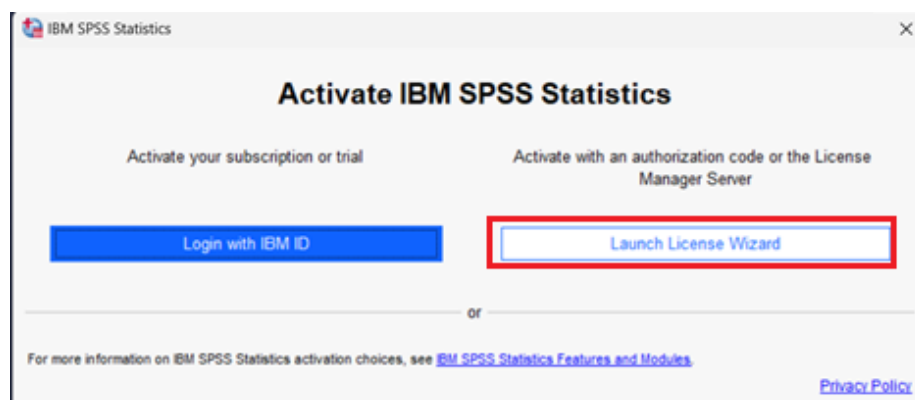 IBM SPSS Statistics
Activate IBM SPSS Statistics
Activate your subscription or trial
Activate with an authorization code or the License
Manager Server
Login with IBM ID
Launch License Wizard
or
For more information on IBM SPSS Statistics activation choices, see IBM SPSS Statistics Features and Modules.
Privacy Policy